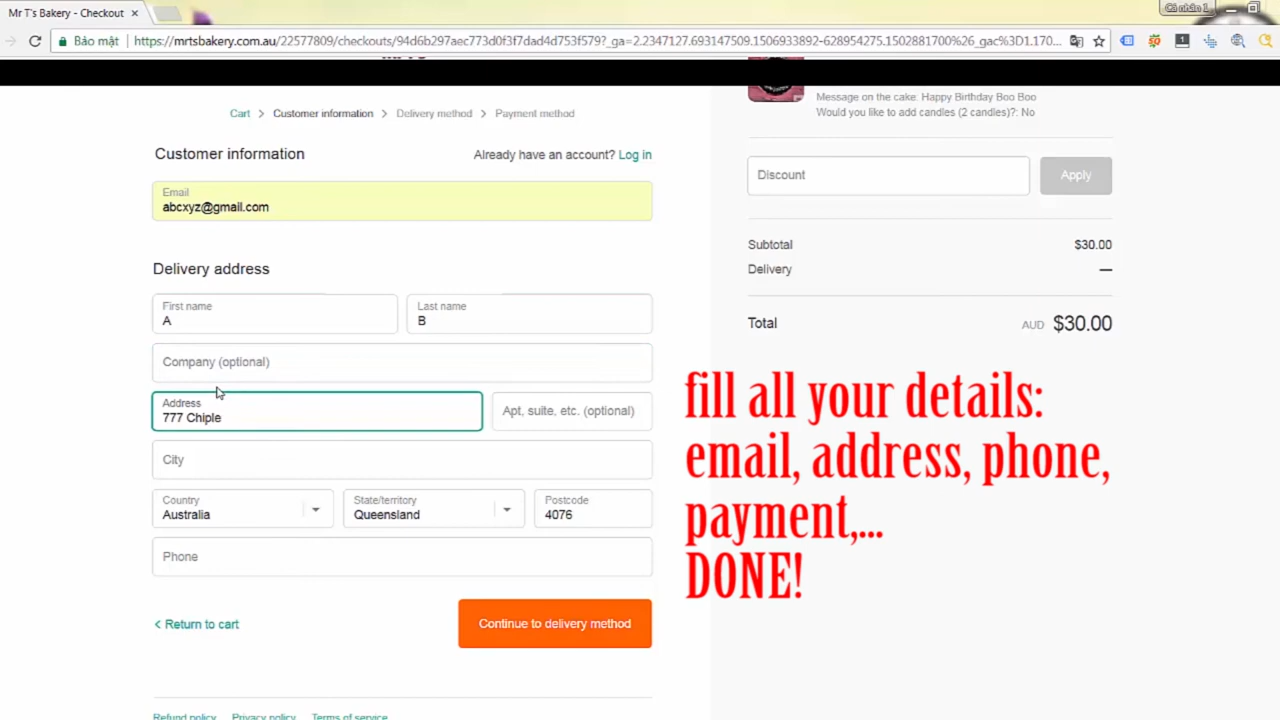 Mr T's Bakery - Checkout
Cá nhân 1
Bảo mật
https://mrtsbakery.com.au/22577809/checkouts/94d6b297aec773d0f3f7dad4d753f579?_ga=2.2347127.693147509.1506933892-628954275.1502881700%26_gac%3D1.170...
Cart > Customer information > Delivery method > Payment method
Customer information
Already have an account? Log in
Email
abcxyz@gmail.com
Delivery address
First name
A
Last name
B
Company (optional)
Address
777 Chiple
Apt, suite, etc. (optional)
City
Country
Australia
State/territory
Queensland
Postcode
4076
Phone
< Return to cart
Continue to delivery method
Refund policy
Privacy policy
Terms of service
Message on the cake: Happy Birthday Boo Boo
Would you like to add candles (2 candles)?: No
Discount
Apply
Subtotal
$30.00
Delivery
—
Total
AUD $30.00
fill all your details:
email, address, phone,
payment,...
DONE!